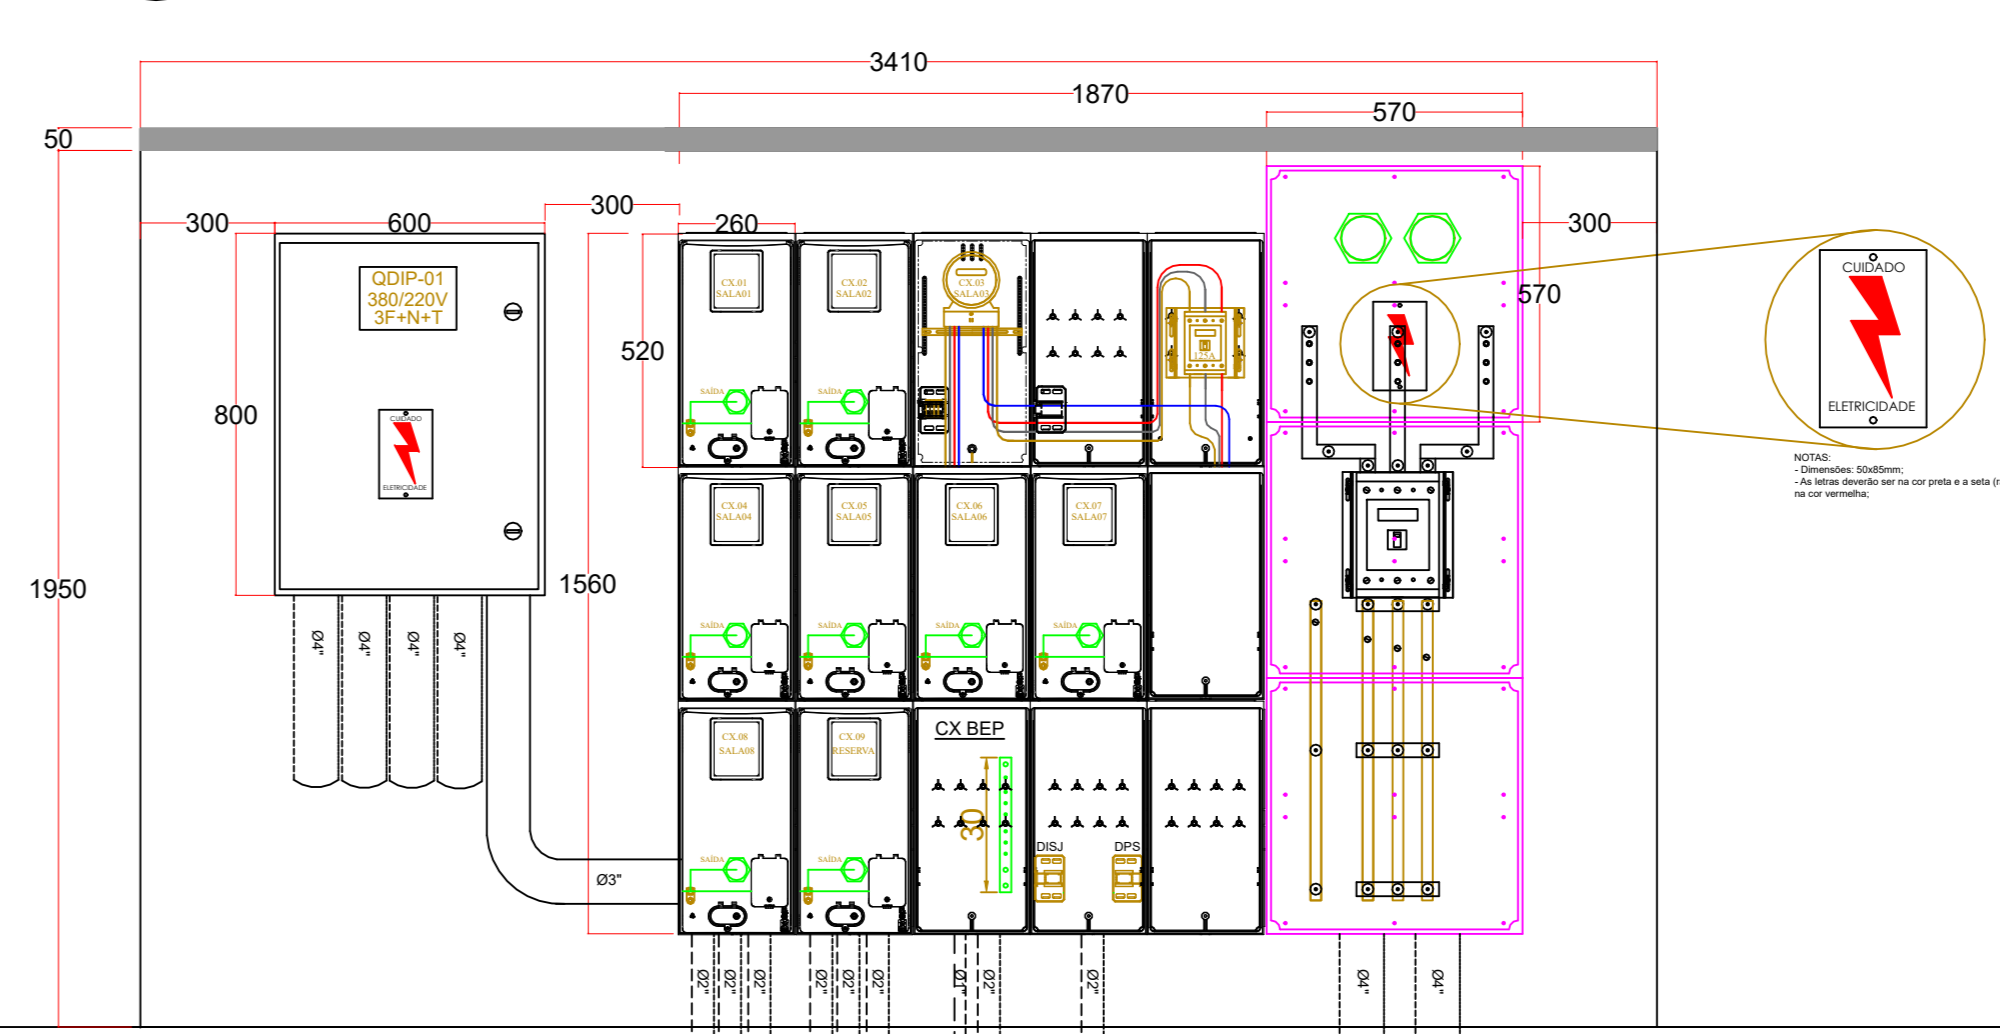 3410
1870
570
50
300
600
300
260
300
QDIP-01
380/220V
3F+N+T
CX.01
SALA01
CX.02
SALA02
CX.03
SALA03
CUIDADO
ELETRICIDADE
570
125A
520
SAÍDA
SAÍDA
800
CUIDADO
ELETRICIDADE
NOTAS:
- Dimensões: 50x85mm;
- As letras deverão ser na cor preta e a seta (r
na cor vermelha;
CX.04
SALA04
CX.05
SALA05
CX.06
SALA06
CX.07
SALA07
1950
1560
SAÍDA
SAÍDA
SAÍDA
SAÍDA
Ø4"
Ø4"
Ø4"
Ø4"
CX.08
SALA08
CX.09
RESERVA
CX BEP
30
DISJ
DPS
SAÍDA
SAÍDA
Ø3"
Ø2"
Ø2"
Ø2"
Ø2"
Ø2"
Ø2"
Ø1"
Ø2"
Ø2"
Ø4"
Ø4"